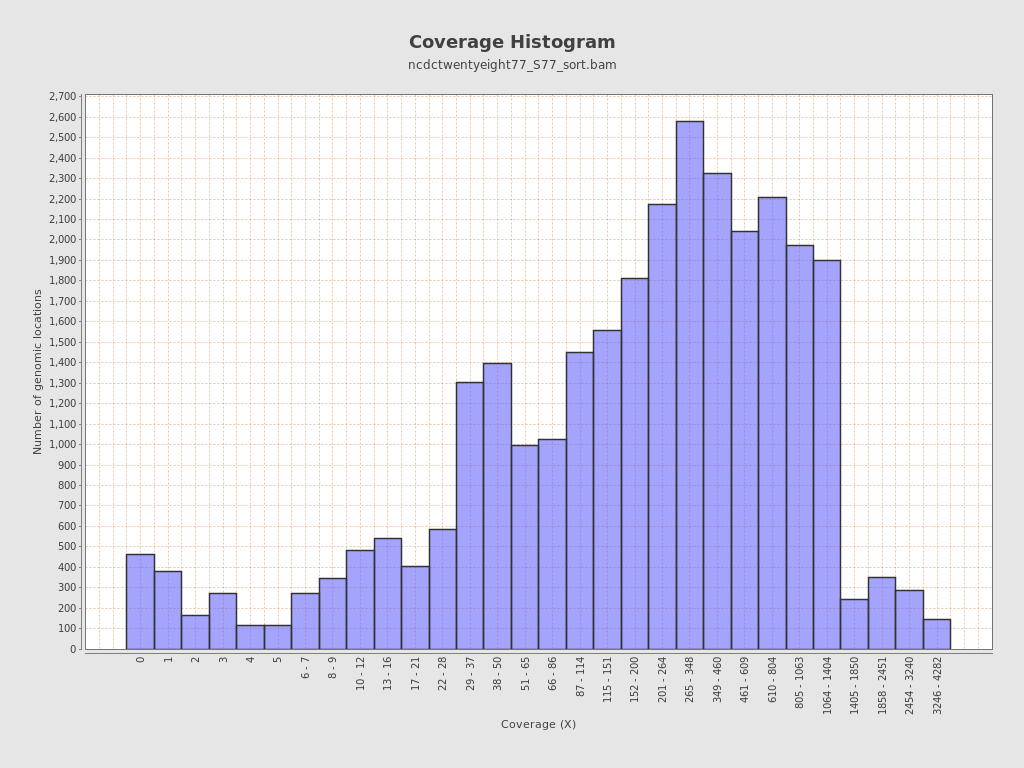 Coverage Histogram
ncdctwentyeight77_S77_sort.bam
2,700
2,600
2,500
2,400
2,300
2,200
2,100
2,000
1,900
1,800
1,700
1,600
1,500
1,400
1,300
1,200
1,100
1,000
900
800
700
600
500
400
300
200
100
0
Number of genomic locations
0
1
2
3
4
5
6 - 7
8 - 9
10 - 12
13 - 16
17 - 21
22 - 28
29 - 37
38 - 50
51 - 65
66 - 86
87 - 114
115 - 151
152 - 200
201 - 264
265 - 348
349 - 460
461 - 609
610 - 804
805 - 1063
1064 - 1404
1405 - 1850
1858 - 2451
2454 - 3240
3246 - 4282
Coverage (X)